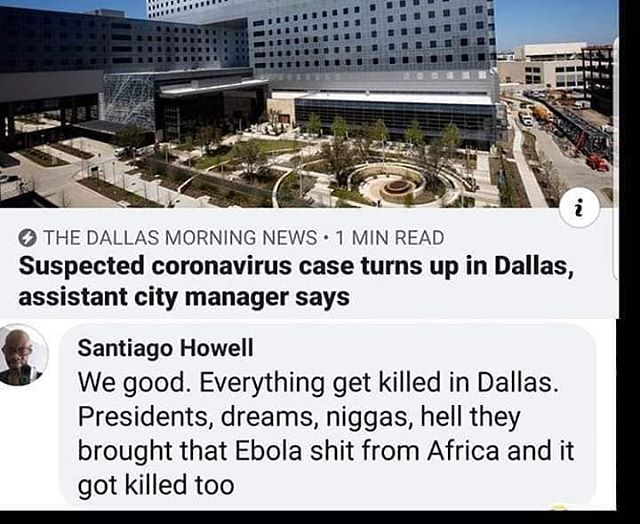 i
THE DALLAS MORNING NEWS • 1 MIN READ
Suspected coronavirus case turns up in Dallas,
assistant city manager says
Santiago Howell
We good. Everything get killed in Dallas.
Presidents, dreams, niggas, hell they
brought that Ebola shit from Africa and it
got killed too